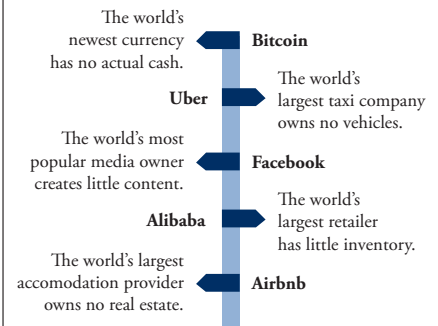 The world's
newest currency
has no actual cash.
Bitcoin
Uber
The world's
largest taxi company
owns no vehicles.
The world's most
popular media owner
creates little content.
Facebook
Alibaba
The world's
largest retailer
has little inventory.
The world's largest
accomodation provider
owns no real estate.
Airbnb